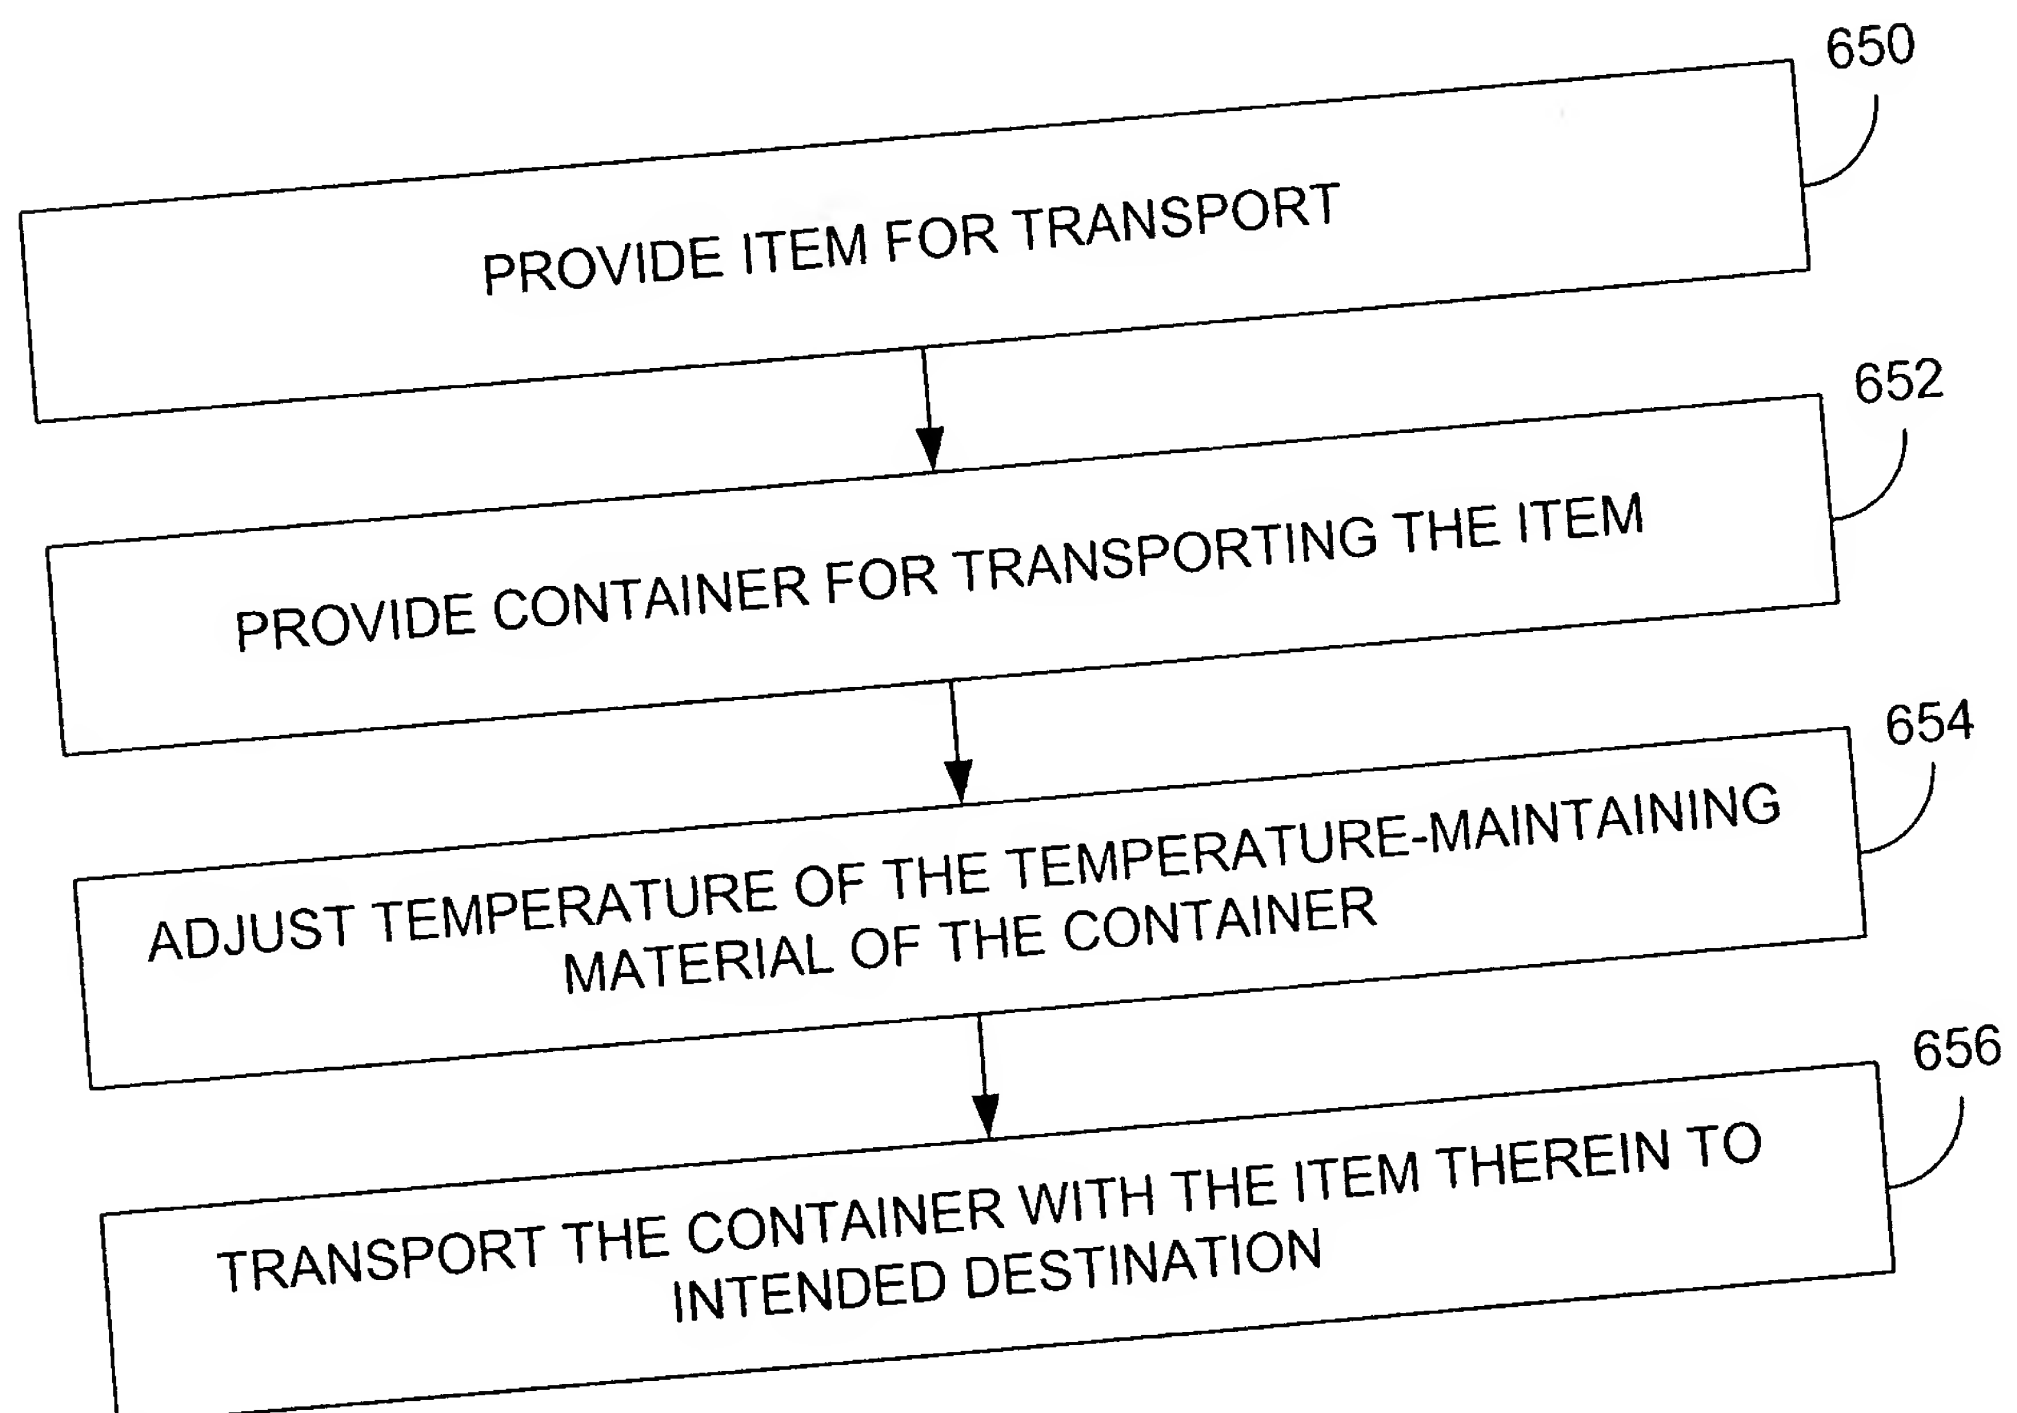 650
PROVIDE ITEM FOR TRANSPORT
652
PROVIDE CONTAINER FOR TRANSPORTING THE ITEM
654
ADJUST TEMPERATURE OF THE TEMPERATURE-MAINTAINING
MATERIAL OF THE CONTAINER
656
TRANSPORT THE CONTAINER WITH THE ITEM THEREIN TO
INTENDED DESTINATION